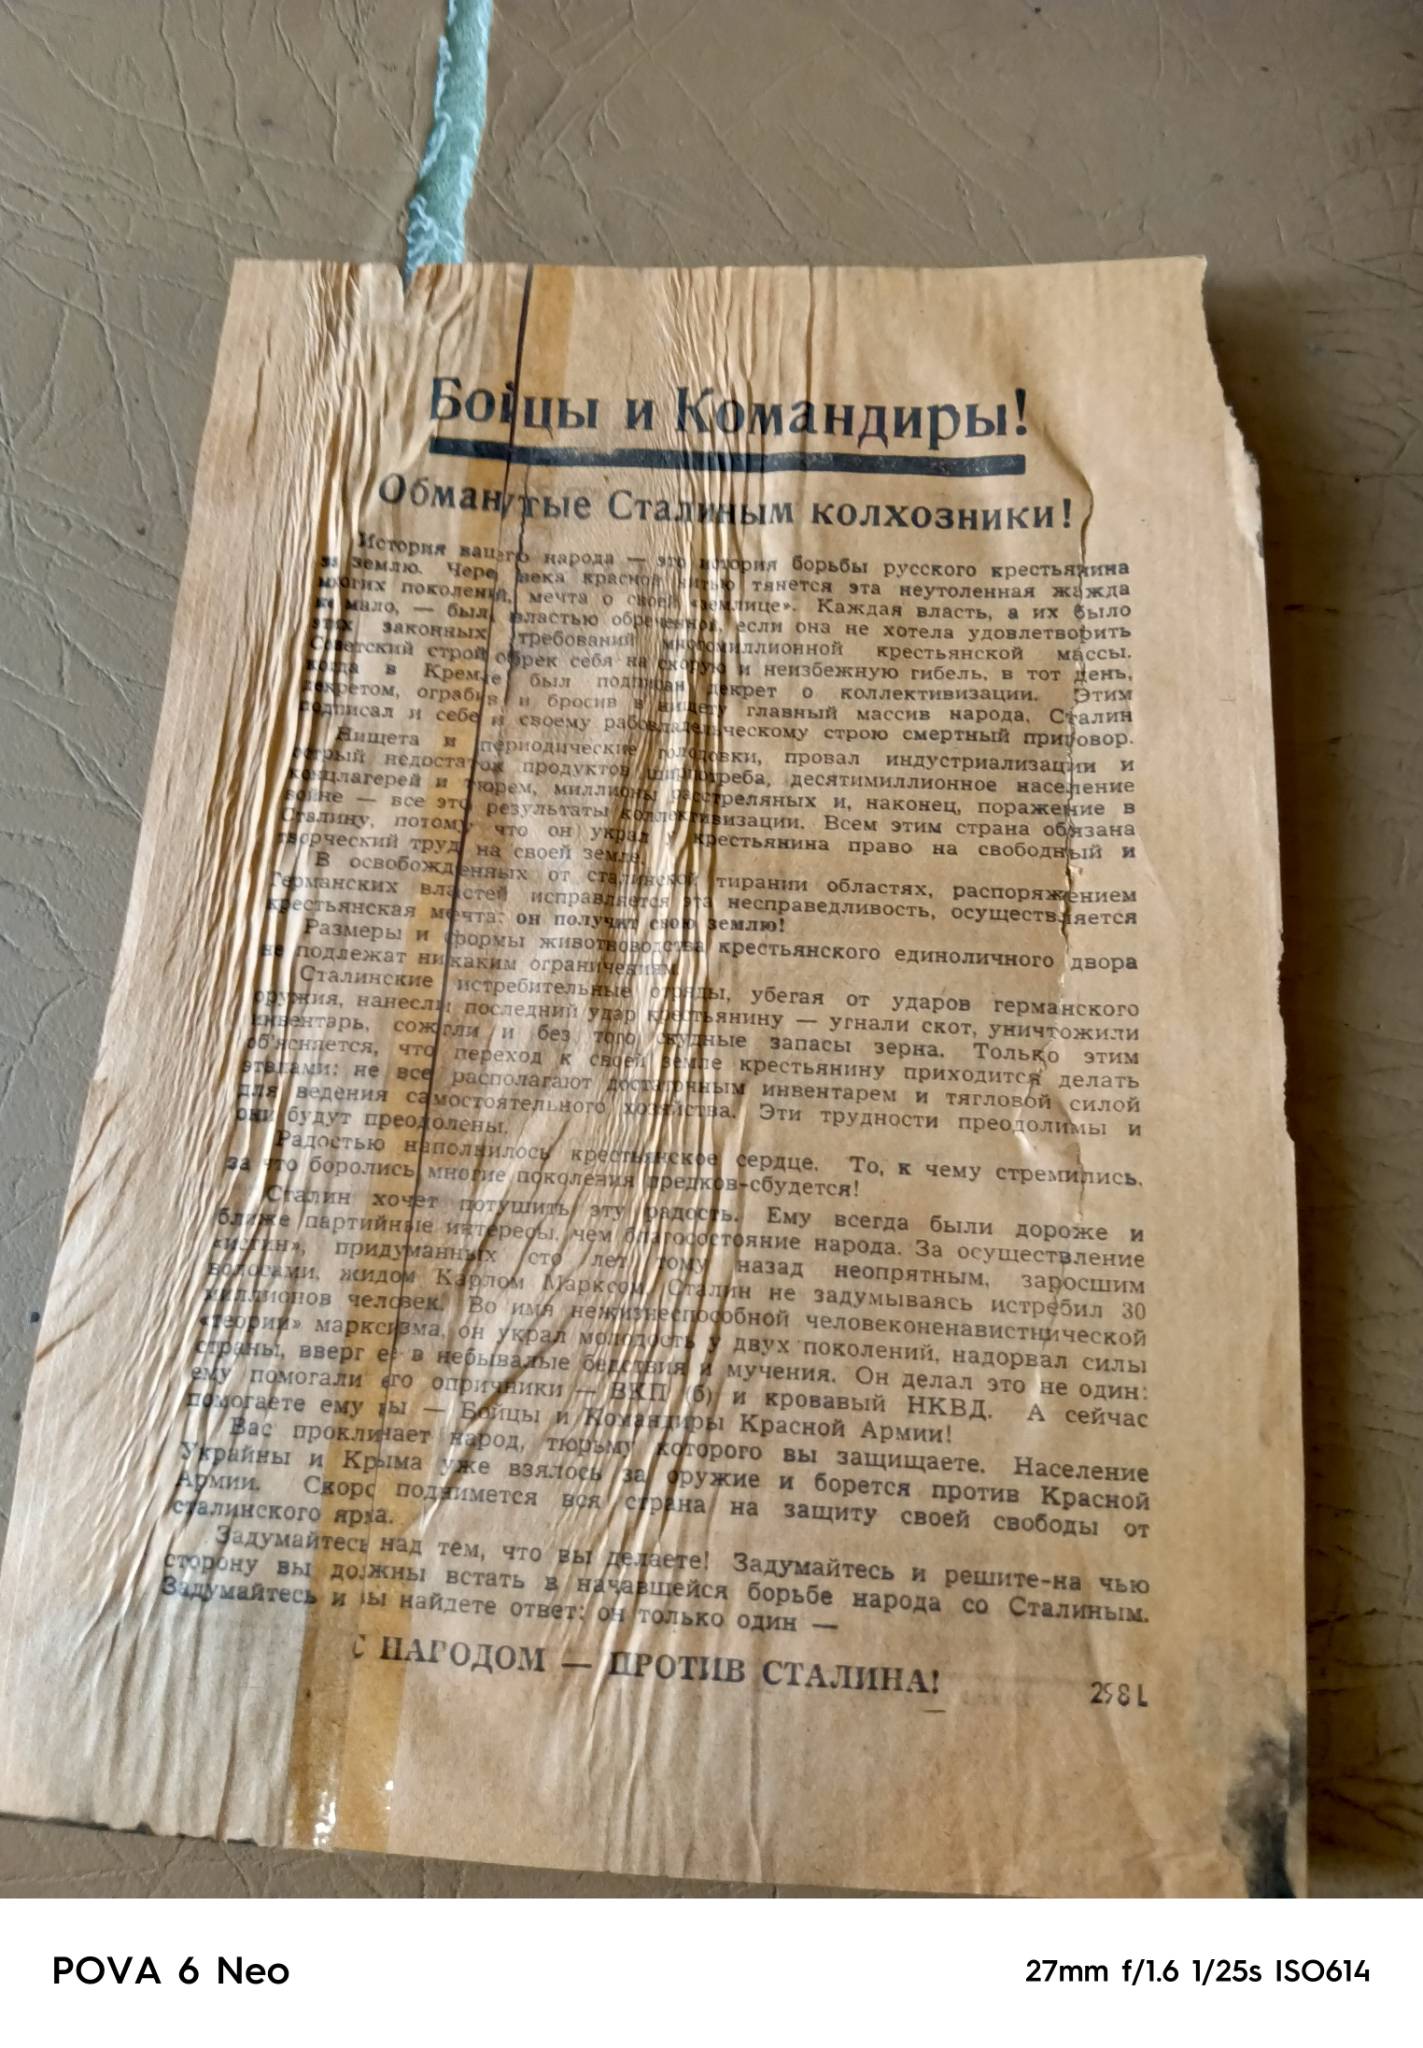 Бойцы и Командиры!
Обманутые Сталиным колхозники!
История вашего народа — это история борьбы русского крестьянина
за землю. Через века красной нитью тянется эта неутоленная жажда
многих поколений, мечта о своей «землице». Каждая власть, а их было
не мало, — была властью обреченной, если она не хотела удовлетворить
этих законных требований многомиллионной крестьянской массы.
Советский строй обрек себя на скорую и неизбежную гибель, в тот день,
когда в Кремле был подписан декрет о коллективизации. Этим
декретом, ограбив и бросив в нищету главный массив народа, Сталин
подписал и себе и своему рабовладельческому строю смертный приговор.
Нищета и периодические голодовки, провал индустриализации и
острый недостаток продуктов ширпотреба, десятимиллионное население
концлагерей и тюрем, миллионы расстреляных и, наконец, поражение в
войне — все это результаты коллективизации. Всем этим страна обязана
Сталину, потому что он украл у крестьянина право на свободный и
творческий труд на своей земле.
В освобожденных от сталинской тирании областях, распоряжением
Германских властей исправляется эта несправедливость, осуществляется
крестьянская мечта: он получит свою землю!
Размеры и формы животноводства крестьянского единоличного двора
не подлежат никаким ограничениям.
Сталинские истребительные отряды, убегая от ударов германского
оружия, нанесли последний удар крестьянину — угнали скот, уничтожили
инвентарь, сожгли и без того скудные запасы зерна. Только этим
об'ясняется, что переход к своей земле крестьянину приходится делать
этапами: не все располагают достаточным инвентарем и тягловой силой
для ведения самостоятельного хозяйства. Эти трудности преодолимы и
они будут преодолены.
Радостью наполнилось крестьянское сердце. То, к чему стремились,
за что боролись многие поколения предков-сбудется!
Сталин хочет потушить эту радость. Ему всегда были дороже и
ближе партийные интересы, чем благосостояние народа. За осуществление
«истин», придуманных сто лет тому назад неопрятным, заросшим
волосами, жидом Карлом Марксом, Сталин не задумываясь истребил 30
миллионов человек. Во имя нежизнеспособной человеконенавистнической
«теории» марксизма, он украл молодость у двух поколений, надорвал силы
страны, вверг ее в небывалые бедствия и мучения. Он делал это не один:
ему помогали его опричники — ВКП (б) и кровавый НКВД. А сейчас
помогаете ему вы — Бойцы и Командиры Красной Армии!
Вас проклинает народ, тюрьму которого вы защищаете. Население
Украйны и Крыма уже взялось за оружие и борется против Красной
Армии. Скоро поднимется вся страна на защиту своей свободы от
сталинского ярма.
Задумайтесь над тем, что вы делаете! Задумайтесь и решите-на чью
сторону вы должны встать в начавшейся борьбе народа со Сталиным.
Задумайтесь и вы найдете ответ: он только один —
С НАРОДОМ — ПРОТИВ СТАЛИНА!
298 L
POVA 6 Neo
27mm f/1.6 1/25s ISO614